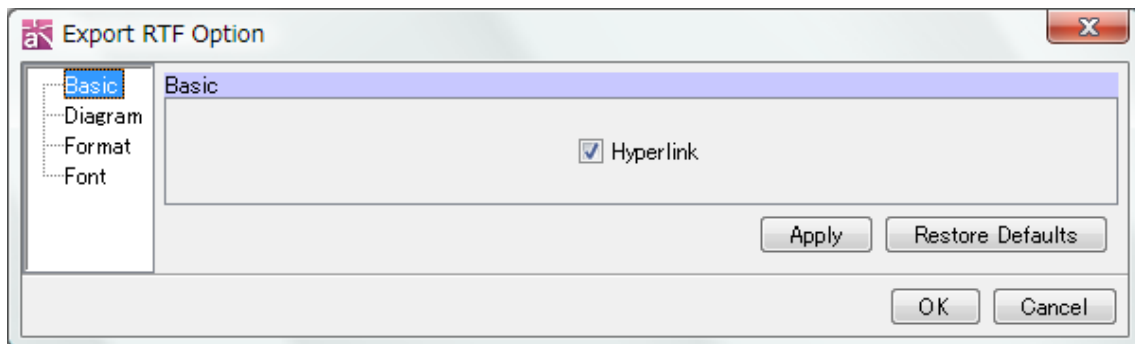 Export RTF Option
Basic
Diagram
Format
Font
Basic
Hyperlink
Apply
Restore Defaults
OK
Cancel